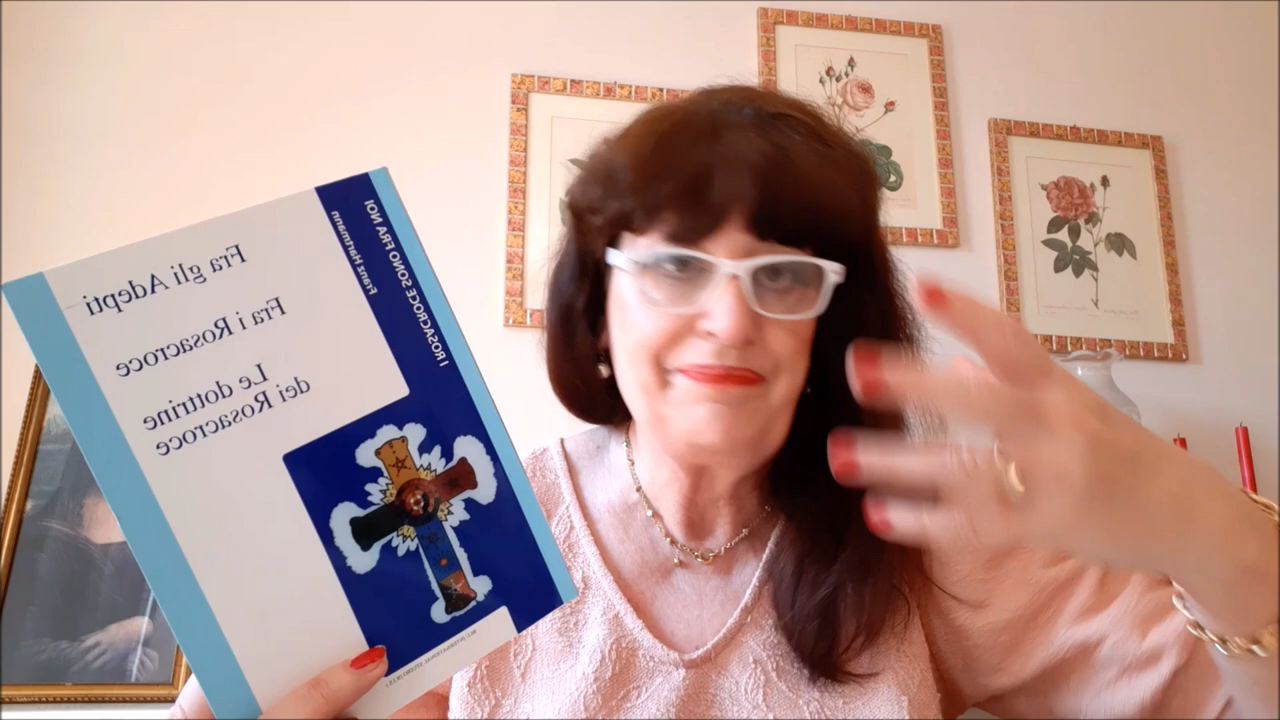 I ROSACROCE SONO FRA NOI
Franz Hartmann
Fra gli Adepti
Fra i Rosacroce
Le dottrine
dei Rosacroce